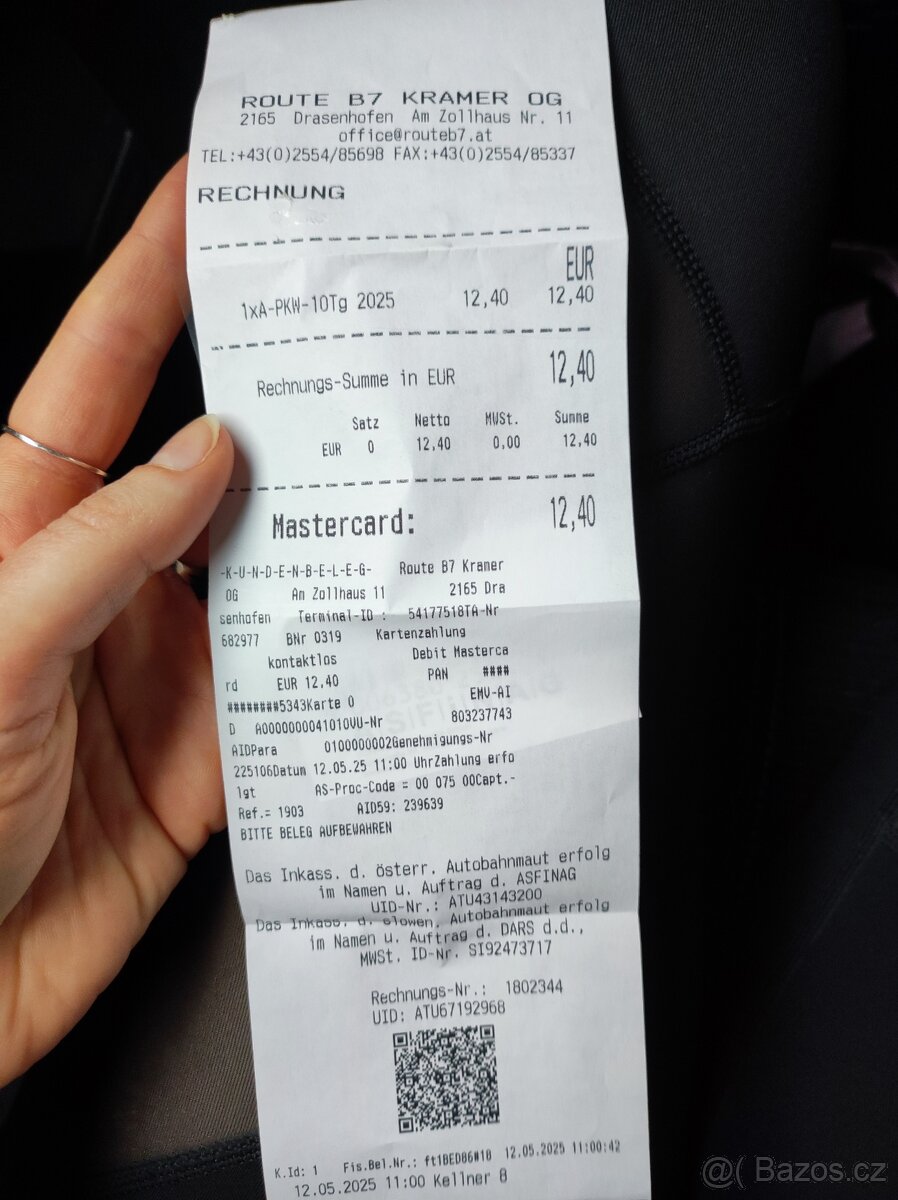 ROUTE B7 KRAMER OG
2165 Drasenhofen Am Zollhaus Nr. 11
office@routeb7.at
TEL:+43(0)2554/85698 FAX:+43(0)2554/85337
RECHNUNG
EUR
1xA-PKW-10Tg 2025 12,40 12,40
Rechnungs-Summe in EUR 12,40
Satz Netto MWSt. Summe
EUR 0 12,40 0,00 12,40
Mastercard: 12,40
-K-U-N-D-E-N-B-E-L-E-G- Route B7 Kramer
OG Am Zollhaus 11 2165 Dra
senhofen Terminal-ID : 54177518TA-Nr
682977 BNr 0319 Kartenzahlung
kontaktlos Debit Masterca
rd EUR 12,40 PAN ####
########5343Karte 0 EMV-AI
D A0000000041010VU-Nr 803237743
AIDPara 0100000002Genehmigungs-Nr
225106Datum 12.05.25 11:00 UhrZahlung erfo
lgt AS-Proc-Code = 00 075 00Capt.-
Ref.= 1903 AID59: 239639
BITTE BELEG AUFBEWAHREN
Das Inkass. d. österr. Autobahnmaut erfolg
im Namen u. Auftrag d. ASFINAG
UID-Nr.: ATU43143200
Das Inkass. d. slowen. Autobahnmaut erfolg
im Namen u. Auftrag d. DARS d.d.,
MWSt. ID-Nr. SI92473717
Rechnungs-Nr.: 1802344
UID: ATU67192968
K.Id: 1 Fis.Bel.Nr.: ft1BED86#18 12.05.2025 11:00:42
12.05.2025 11:00 Kellner 8
@( Bazos.cz